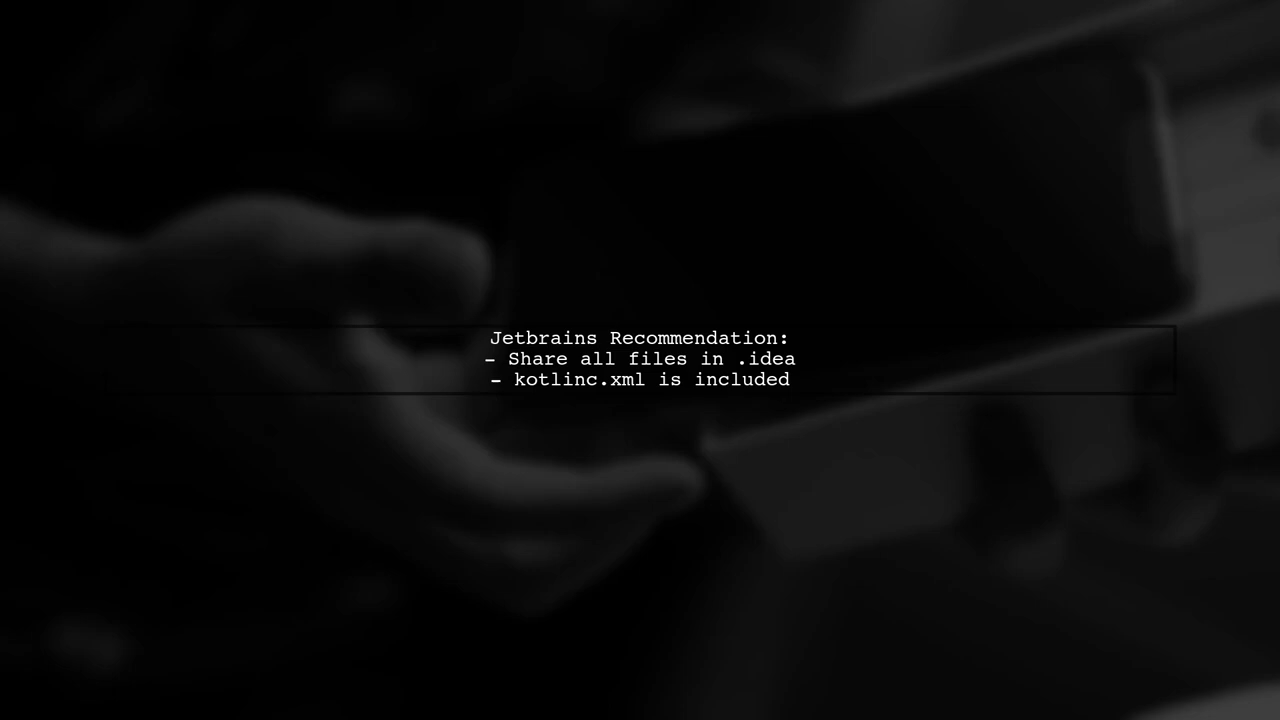 Jetbrains Recommendation:
- Share all files in .idea
- kotlinc.xml is included